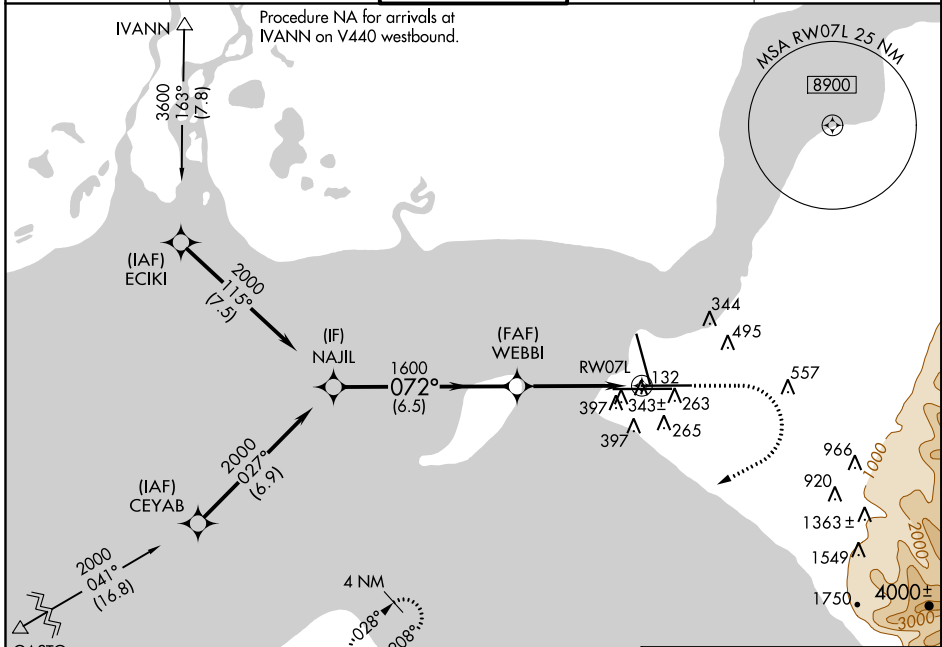 IVANN
Procedure NA for arrivals at
IVANN on V440 westbound.
MSA RW07L 25 NM
8900
3600
163°
(7.8)
(IAF)
ECIKI
2000
115°
(7.5)
(IF)
NAJIL
1600
072°
(6.5)
(FAF)
WEBBI
RW07L
132
344
495
557
397
343±
263
397
265
(IAF)
CEYAB
2000
027°
(6.9)
2000
041°
(16.8)
4 NM
028°
208°
966
920
1363±
1549
1750
4000±
1000
2000
3000